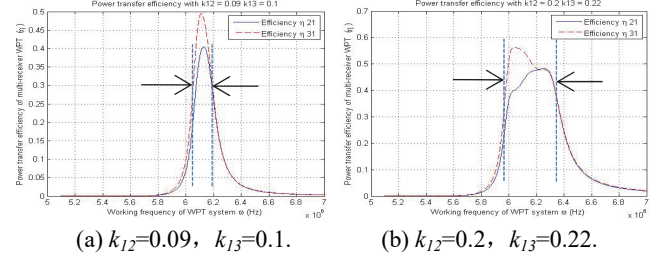 Power transfer efficiency with k12 = 0.09 k13 = 0.1
Power transfer efficiency of multi-receiver WPT (η)
0.5
0.45
0.4
0.35
0.3
0.25
0.2
0.15
0.1
0.05
0
Efficiency η 21
Efficiency η 31
5 5.2 5.4 5.6 5.8 6 6.2 6.4 6.6 6.8 7
Working frequency of WPT system ω (Hz)
x 10⁶
(a) k12=0.09，k13=0.1.
Power transfer efficiency with k12 = 0.2 k13 = 0.22
Power transfer efficiency of multi-receiver WPT (η)
0.7
0.6
0.5
0.4
0.3
0.2
0.1
0
Efficiency η 21
Efficiency η 31
5 5.2 5.4 5.6 5.8 6 6.2 6.4 6.6 6.8 7
Working frequency of WPT system ω (Hz)
x 10⁶
(b) k12=0.2，k13=0.22.